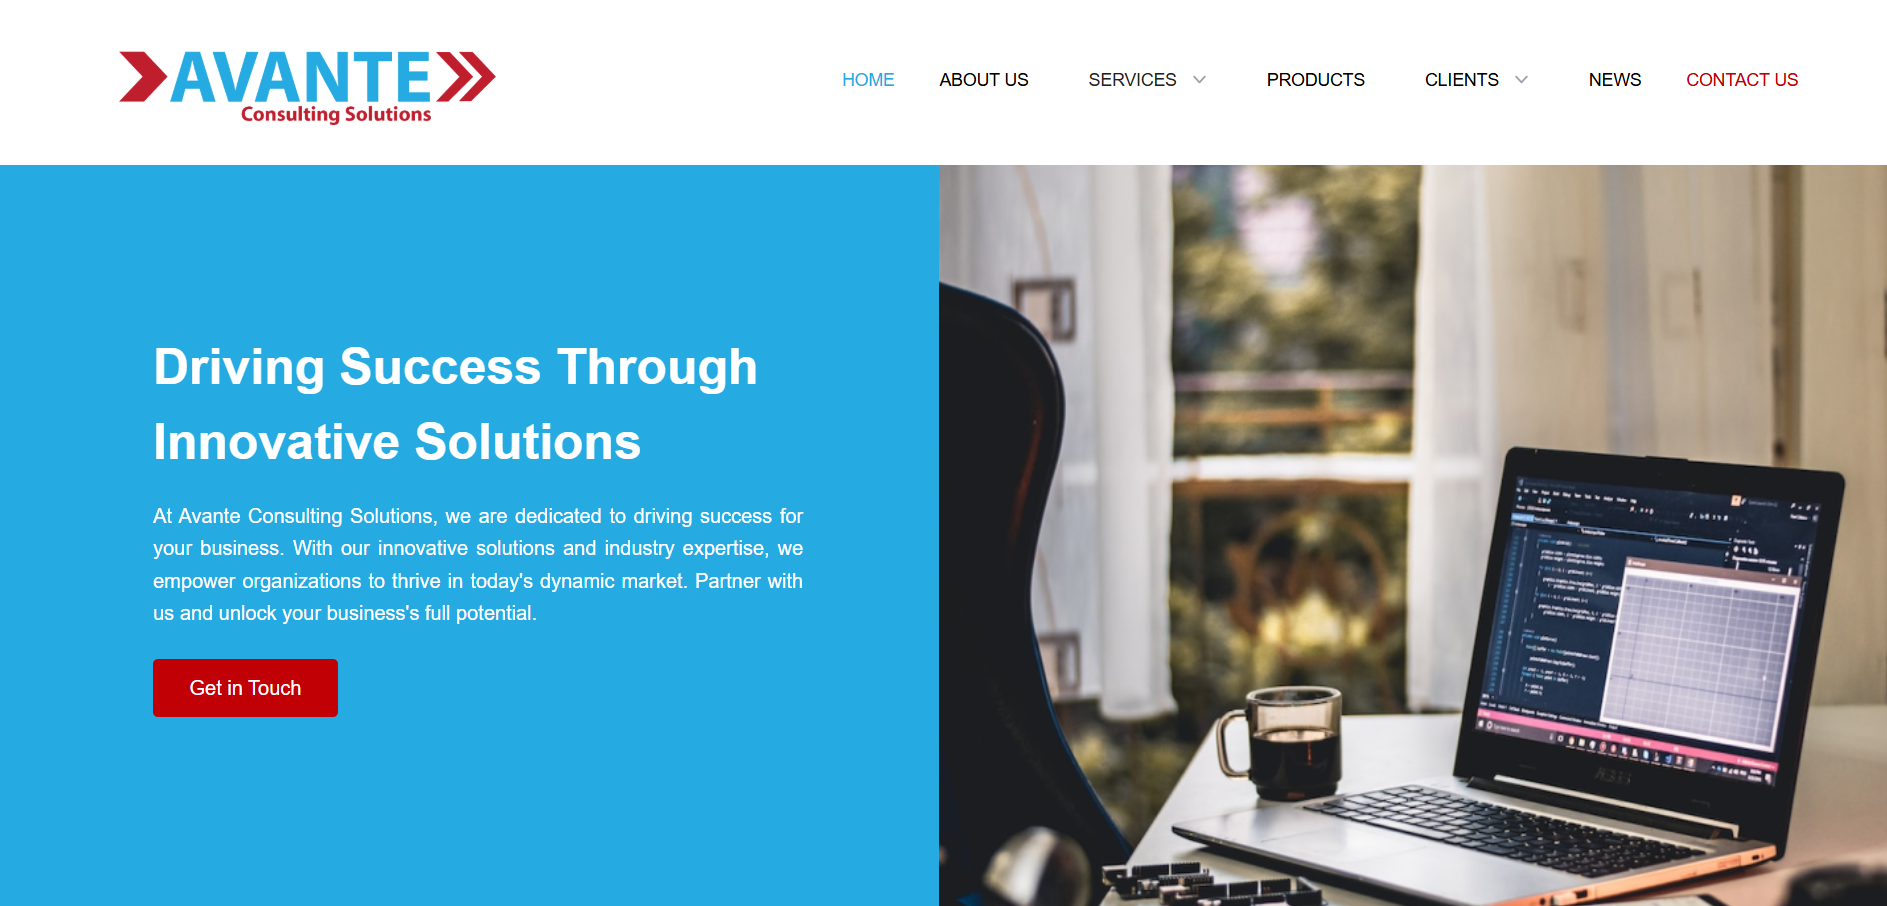 AVANTE
Consulting Solutions
HOME
ABOUT US
SERVICES
PRODUCTS
CLIENTS
NEWS
CONTACT US
Driving Success Through
Innovative Solutions
At Avante Consulting Solutions, we are dedicated to driving success for
your business. With our innovative solutions and industry expertise, we
empower organizations to thrive in today's dynamic market. Partner with
us and unlock your business's full potential.
Get in Touch